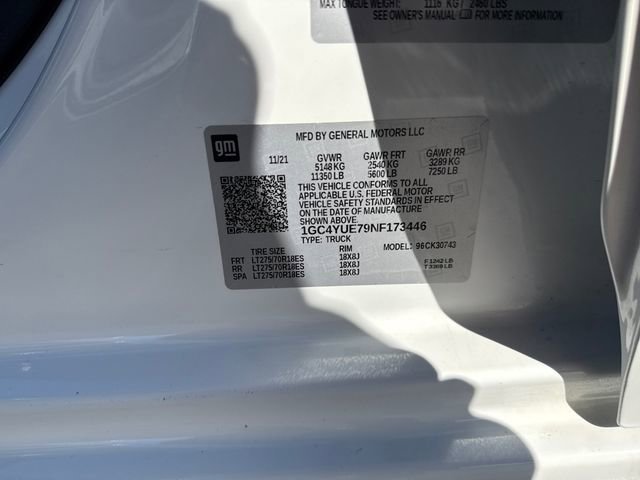 MAX TONGUE WEIGHT: 1116 KG / 2460 LBS
SEE OWNER'S MANUAL FOR MORE INFORMATION
gm
MFD BY GENERAL MOTORS LLC
11/21 GVWR GAWR FRT GAWR RR
5148 KG 2540 KG 3289 KG
11350 LB 5600 LB 7250 LB
THIS VEHICLE CONFORMS TO ALL
APPLICABLE U.S. FEDERAL MOTOR
VEHICLE SAFETY STANDARDS IN EFFECT
ON THE DATE OF MANUFACTURE
SHOWN ABOVE.
1GC4YUE79NF173446
TYPE: TRUCK MODEL: 96CK30743
TIRE SIZE RIM
FRT LT275/70R18ES 18X8J F1242 LB
RR LT275/70R18ES 18X8J T3369 LB
SPA LT275/70R18ES 18X8J